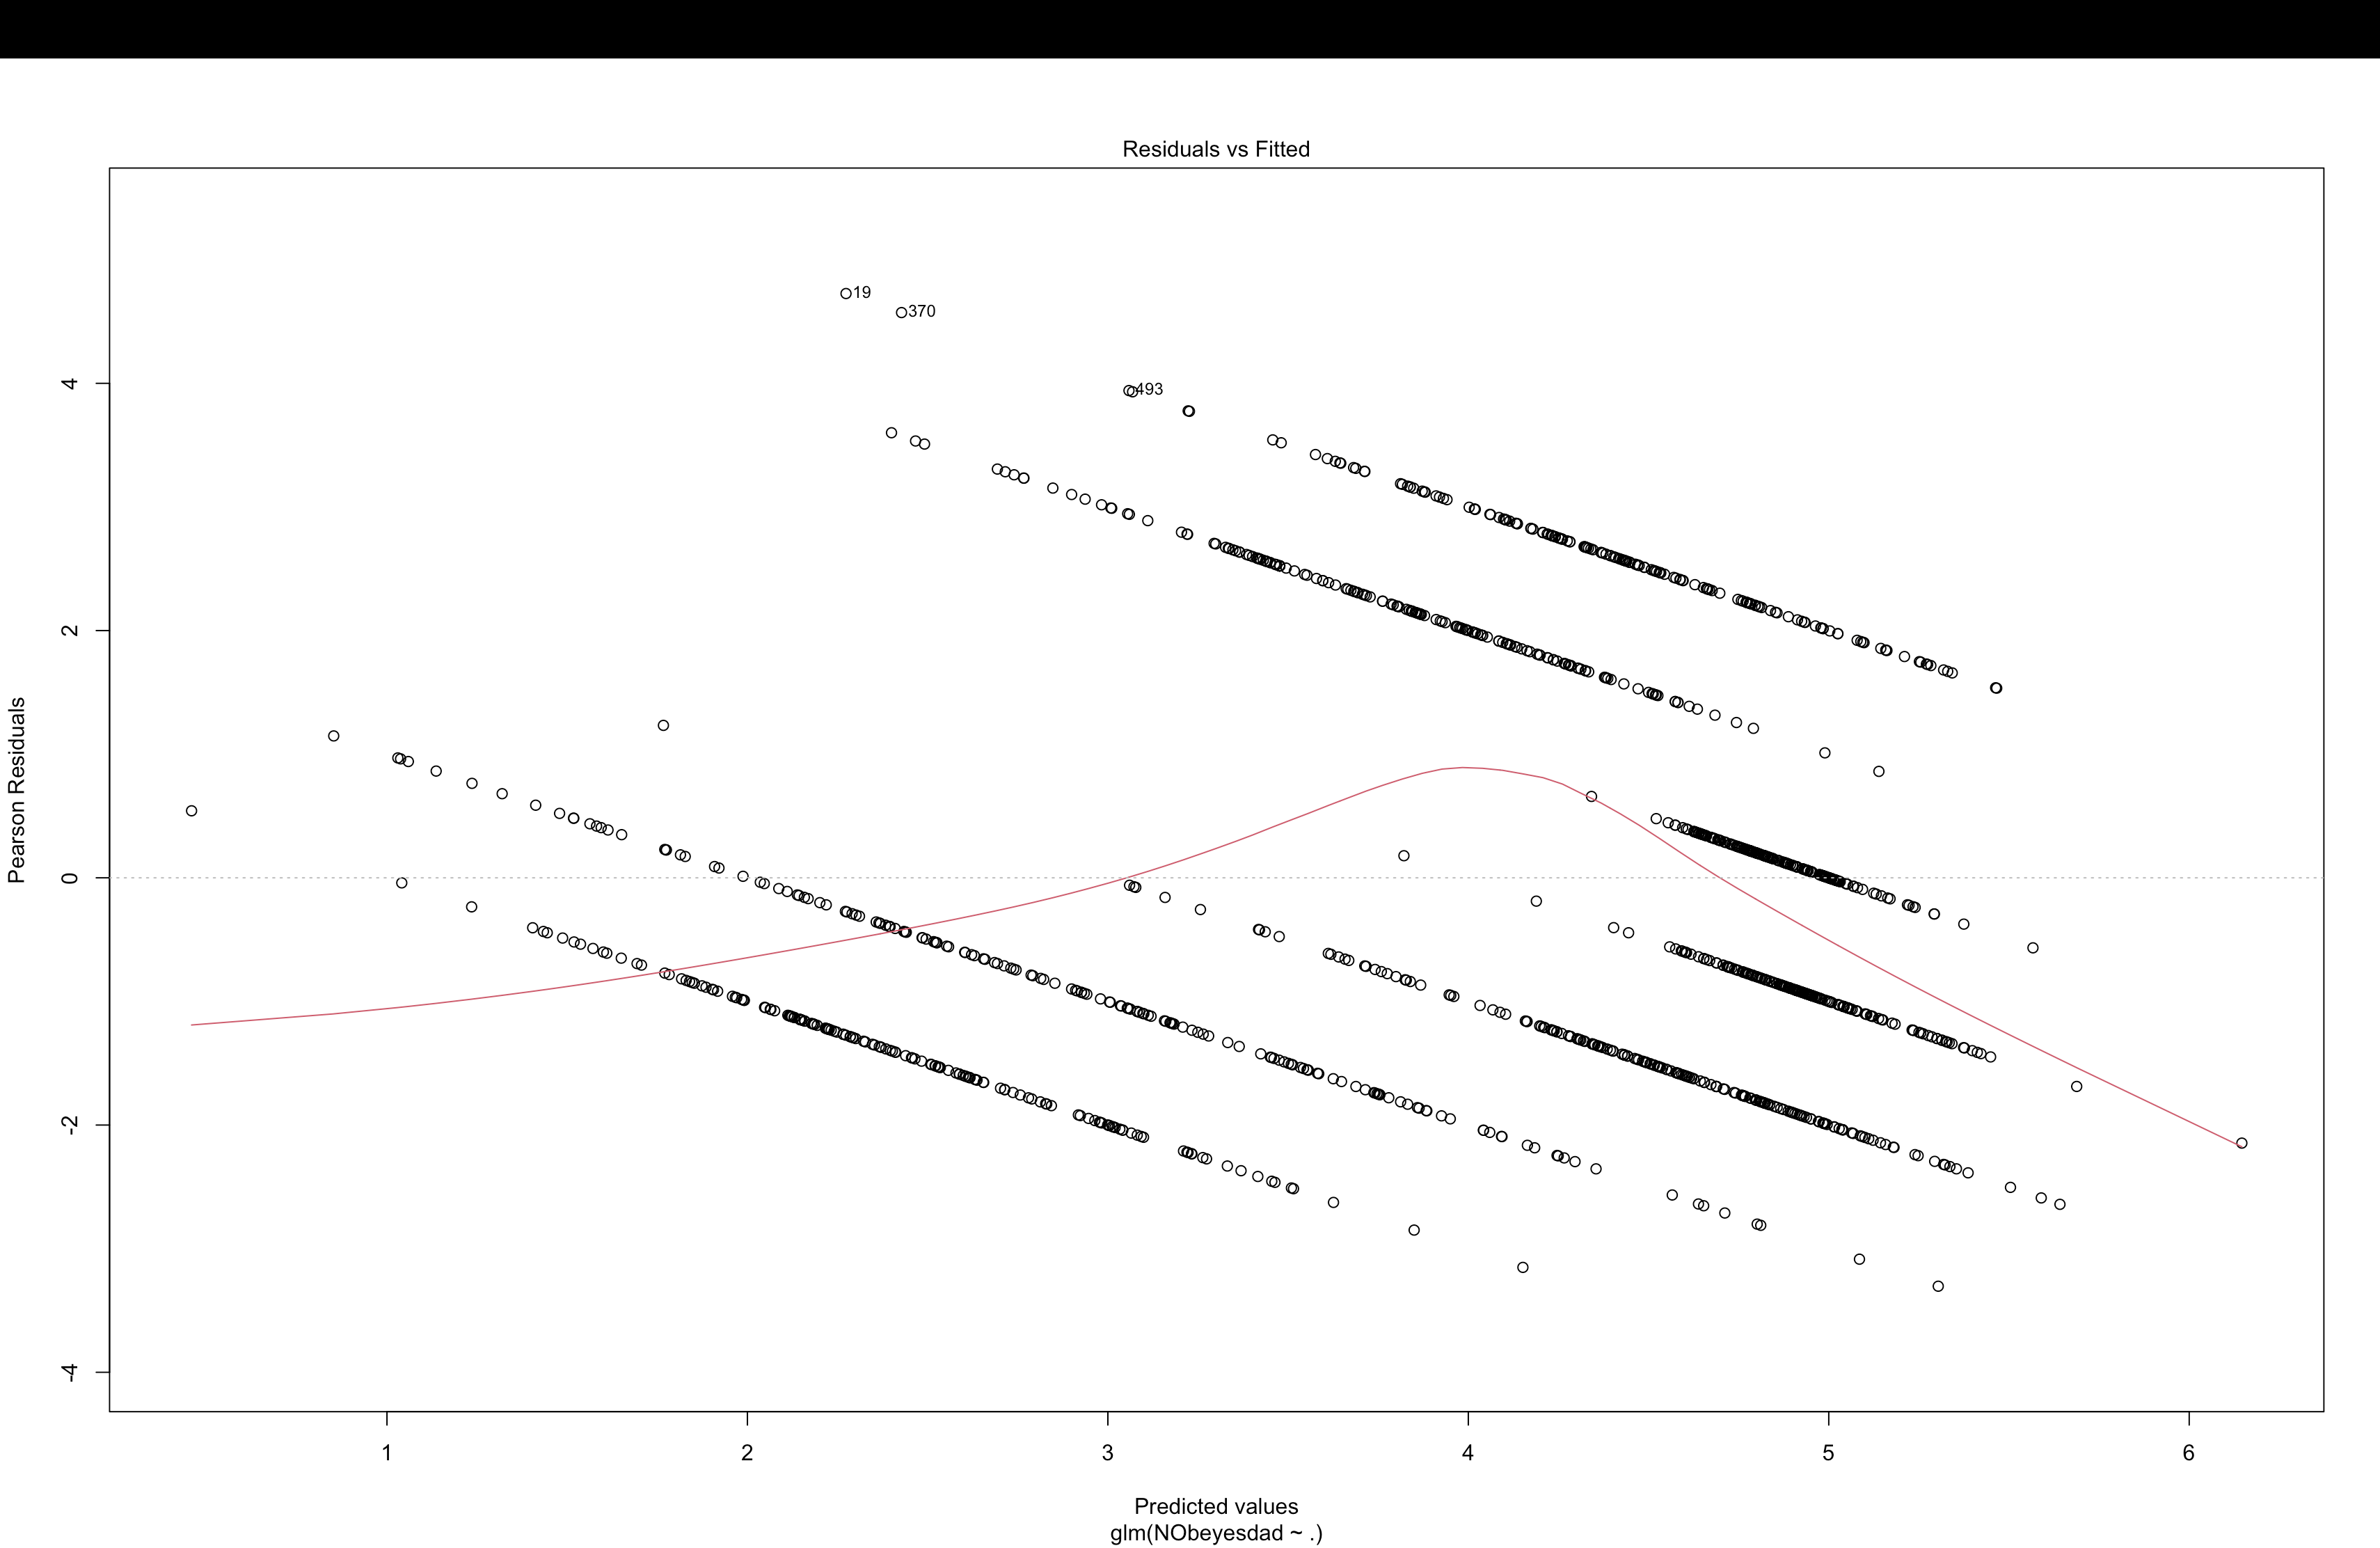 Residuals vs Fitted
19
370
493
4
2
0
-2
-4
Pearson Residuals
1 2 3 4 5 6
Predicted values
glm(NObeyesdad ~ .)